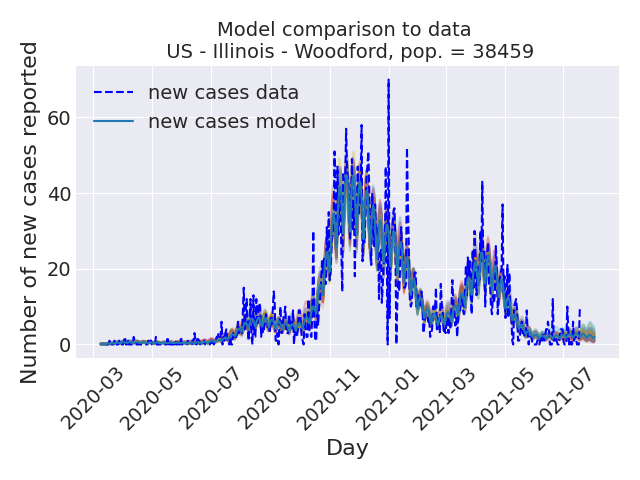 Model comparison to data
US - Illinois - Woodford, pop. = 38459
Number of new cases reported
60
40
20
0
new cases data
new cases model
2020-03
2020-05
2020-07
2020-09
2020-11
2021-01
2021-03
2021-05
2021-07
Day